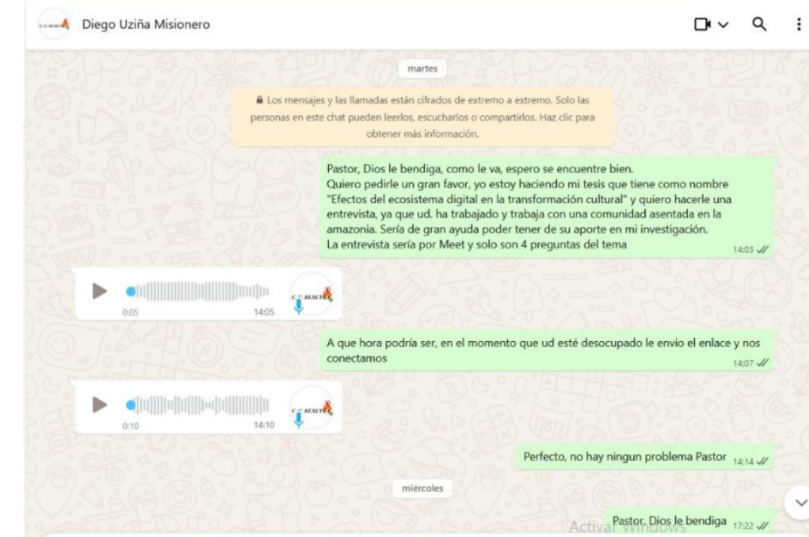 Diego Uziña Misionero
martes
Los mensajes y las llamadas están cifrados de extremo a extremo. Solo las
personas en este chat pueden leerlos, escucharlos o compartirlos. Haz clic para
obtener más información.
Pastor, Dios le bendiga, como le va, espero se encuentre bien.
Quiero pedirle un gran favor, yo estoy haciendo mi tesis que tiene como nombre
"Efectos del ecosistema digital en la transformación cultural" y quiero hacerle una
entrevista, ya que ud. ha trabajado y trabaja con una comunidad asentada en la
amazonia. Sería de gran ayuda poder tener de su aporte en mi investigación.
La entrevista sería por Meet y solo son 4 preguntas del tema
14:03
0:05 14:05
A que hora podría ser, en el momento que ud esté desocupado le envio el enlace y nos
conectamos
14:07
0:10 14:10
Perfecto, no hay ningun problema Pastor 14:14
miércoles
Pastor, Dios le bendiga 17:22
Activar Windows